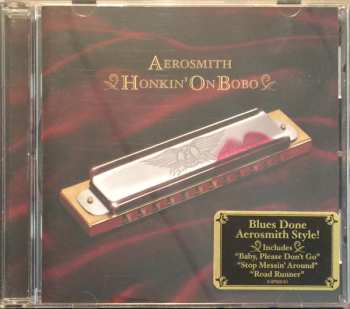 AEROSMITH
HONKIN' ON BOBO
Blues Done
Aerosmith Style!
Includes
"Baby, Please Don't Go"
"Stop Messin' Around"
"Road Runner"